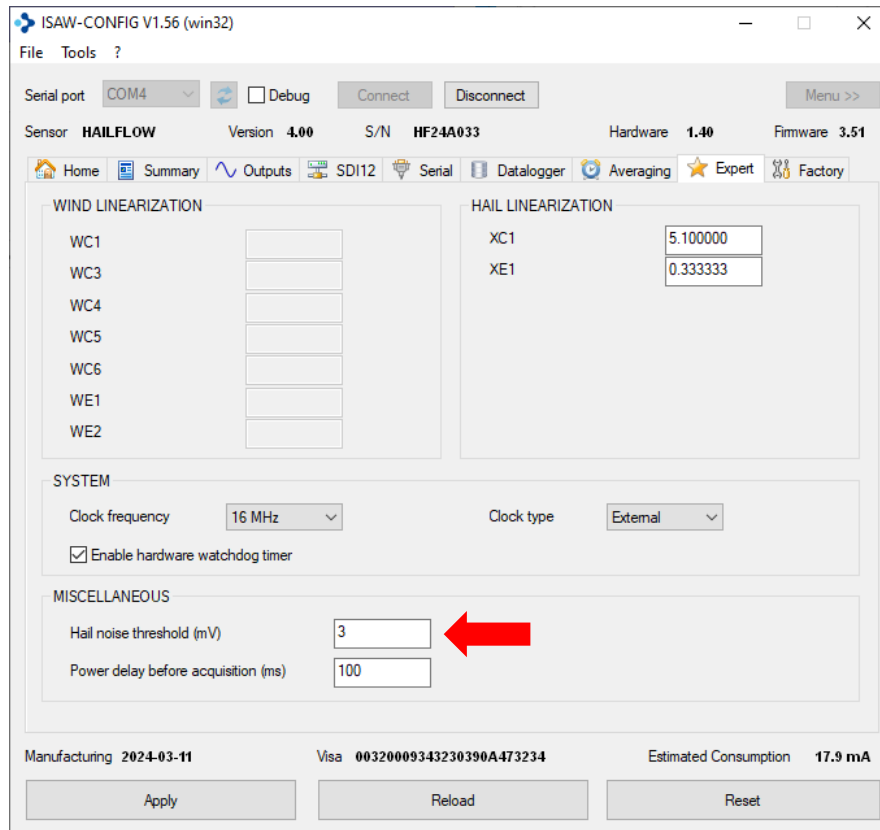 ISAW-CONFIG V1.56 (win32)
File Tools ?
Serial port COM4 Debug Connect Disconnect Menu >>
Sensor HAILFLOW Version 4.00 S/N HF24A033 Hardware 1.40 Firmware 3.51
Home Summary Outputs SDI12 Serial Datalogger Averaging Expert Factory
WIND LINEARIZATION
WC1
WC3
WC4
WC5
WC6
WE1
WE2
HAIL LINEARIZATION
XC1 5.100000
XE1 0.333333
SYSTEM
Clock frequency 16 MHz Clock type External
Enable hardware watchdog timer
MISCELLANEOUS
Hail noise threshold (mV) 3
Power delay before acquisition (ms) 100
Manufacturing 2024-03-11 Visa 00320009343230390A473234 Estimated Consumption 17.9 mA
Apply Reload Reset